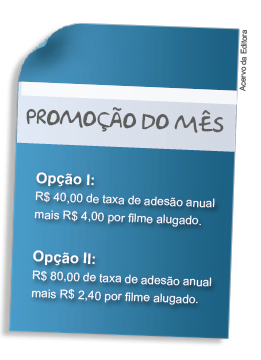 PROMOÇÃO DO MÊS
Opção I:
R$ 40,00 de taxa de adesão anual
mais R$ 4,00 por filme alugado.
Opção II:
R$ 80,00 de taxa de adesão anual
mais R$ 2,40 por filme alugado.
Acervo da Editora